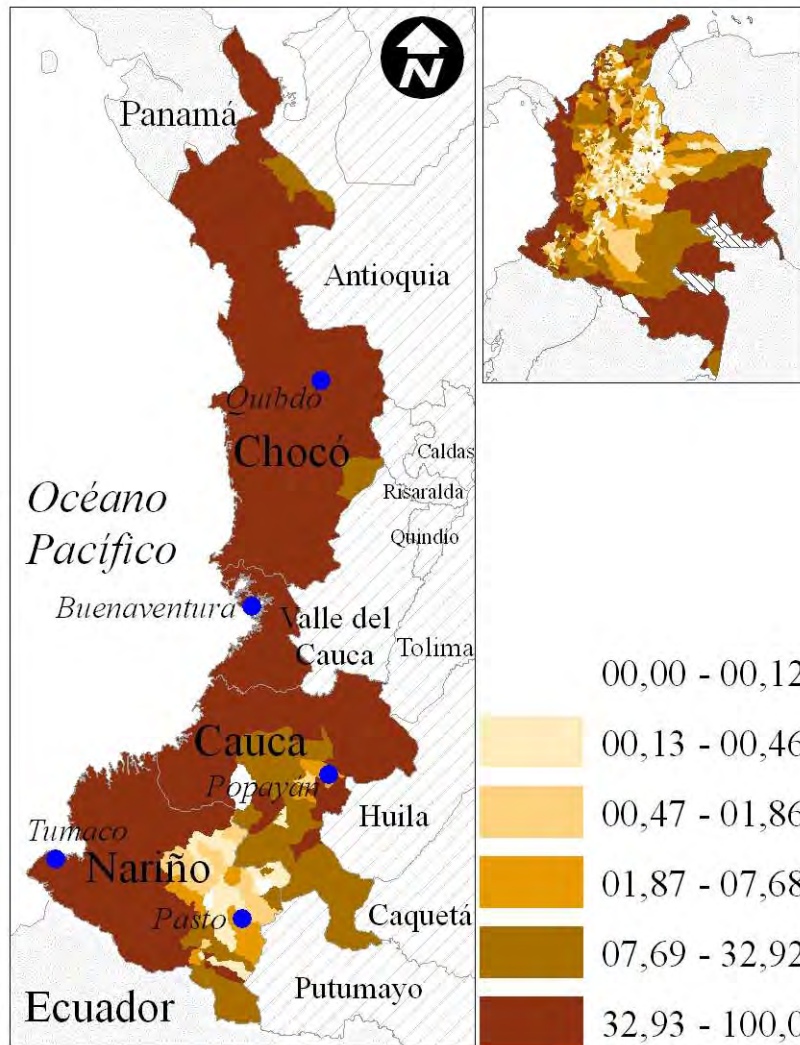 N
Panamá
Antioquia
Quibdo
Chocó
Caldas
Risaralda
Quindío
Océano
Pacífico
Buenaventura
Valle del
Cauca
Tolima
Cauca
Popayan
Huila
Tumaco
Nariño
Pasto
Caquetá
Putumayo
Ecuador
00,00 - 00,12
00,13 - 00,46
00,47 - 01,86
01,87 - 07,68
07,69 - 32,92
32,93 - 100,0